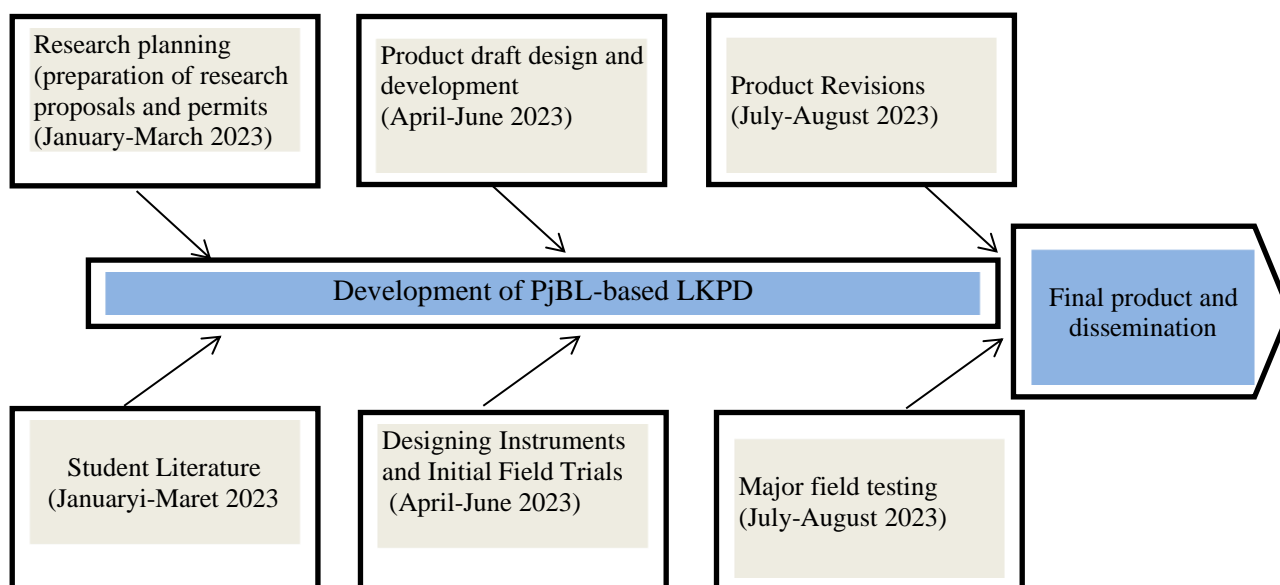 Research planning
(preparation of research
proposals and permits
(January-March 2023)
Product draft design and
development
(April-June 2023)
Product Revisions
(July-August 2023)
Development of PjBL-based LKPD
Final product and
dissemination
Student Literature
(Januaryi-Maret 2023
Designing Instruments
and Initial Field Trials
(April-June 2023)
Major field testing
(July-August 2023)